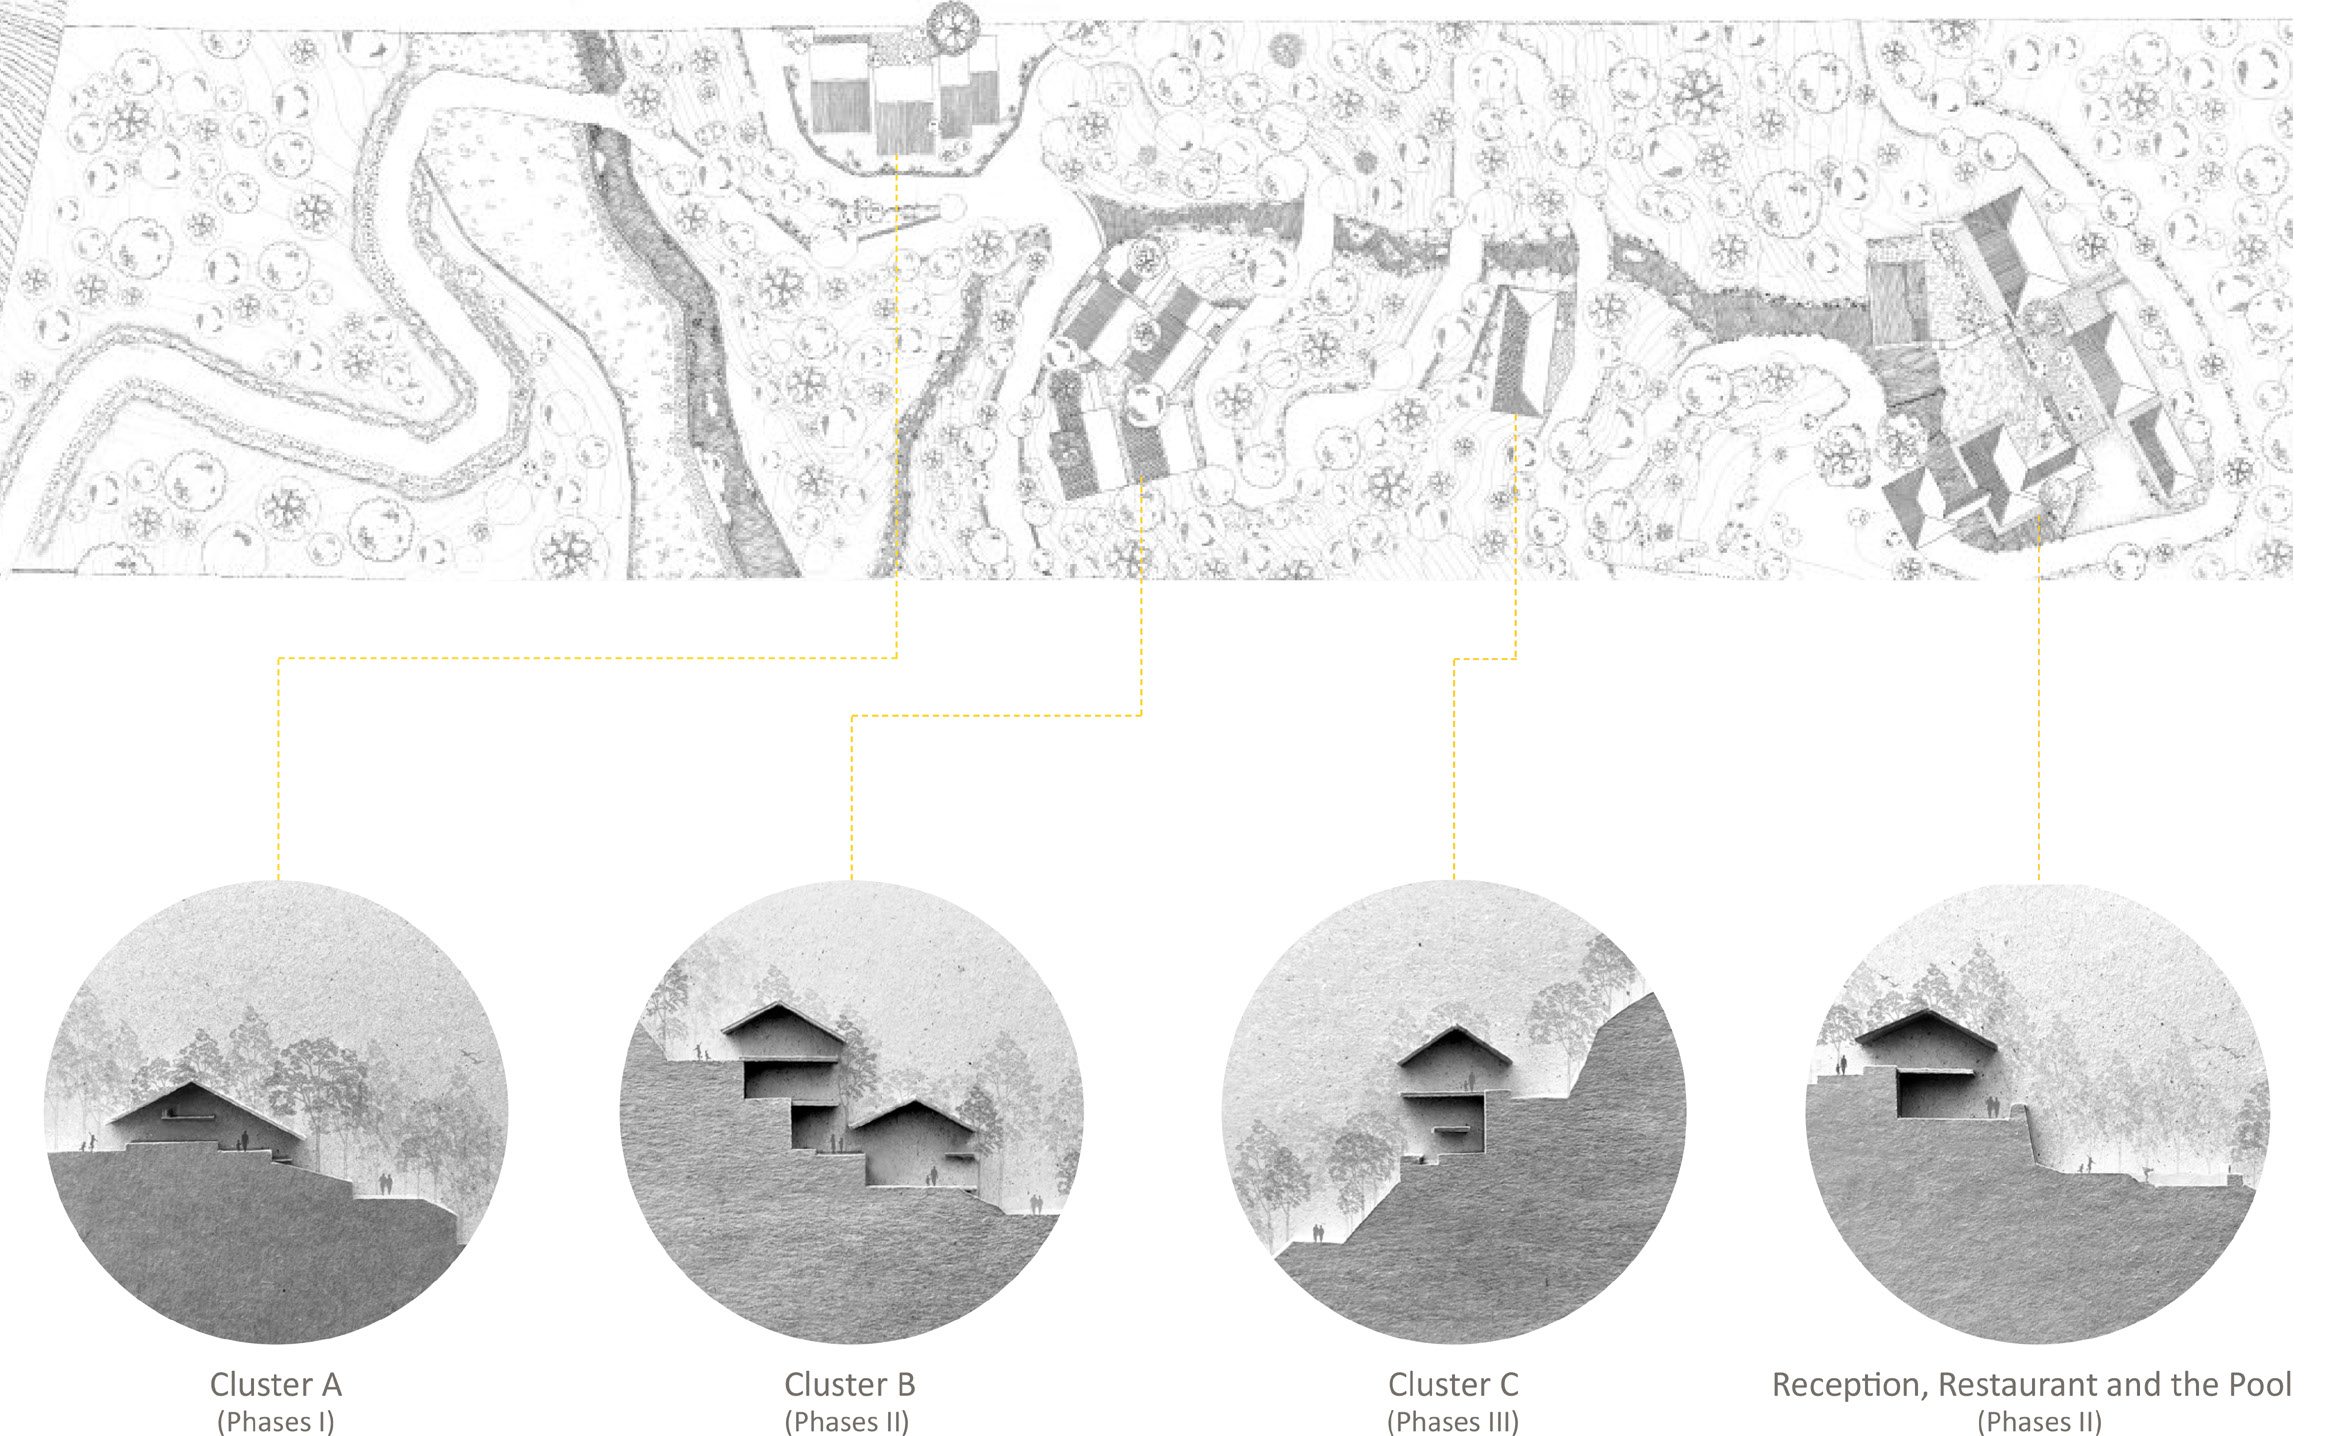 Cluster A
(Phases I)
Cluster B
(Phases II)
Cluster C
(Phases III)
Reception, Restaurant and the Pool
(Phases II)